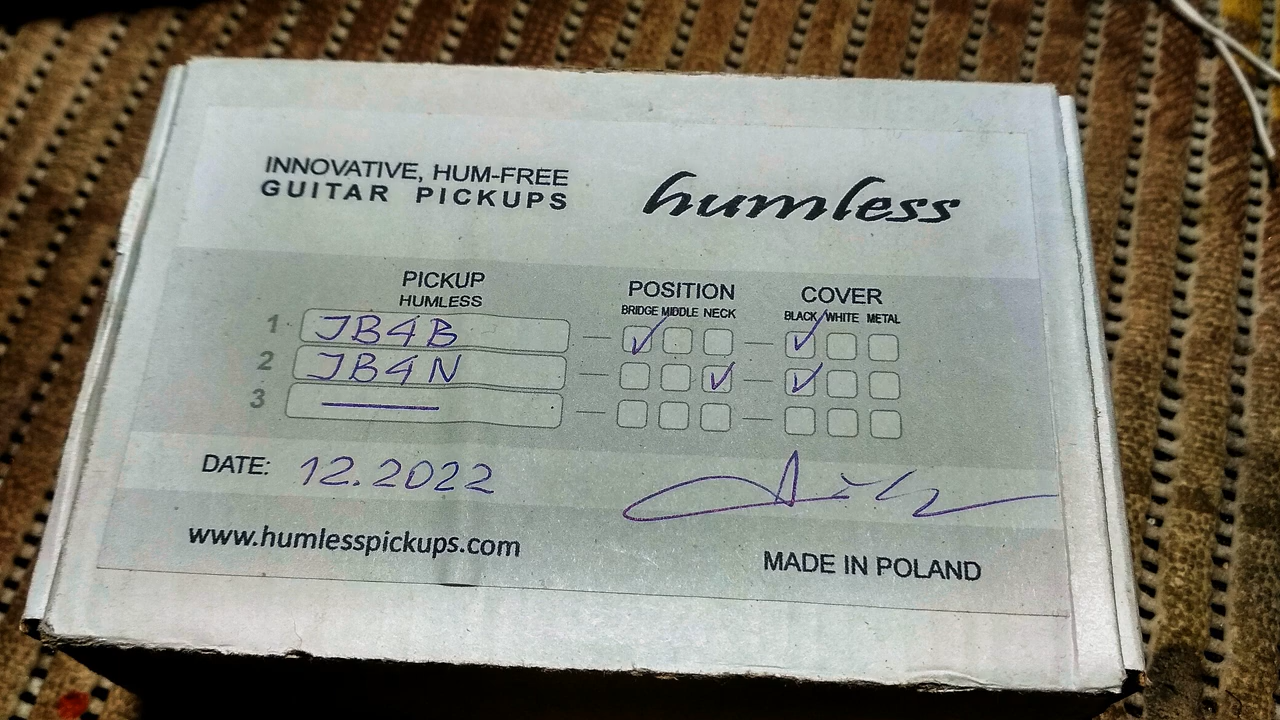 INNOVATIVE, HUM-FREE
GUITAR PICKUPS
humless
PICKUP
HUMLESS
POSITION
BRIDGE MIDDLE NECK
COVER
BLACK WHITE METAL
1 JB4B
2 JB4N
3
DATE: 12.2022
www.humlesspickups.com
MADE IN POLAND